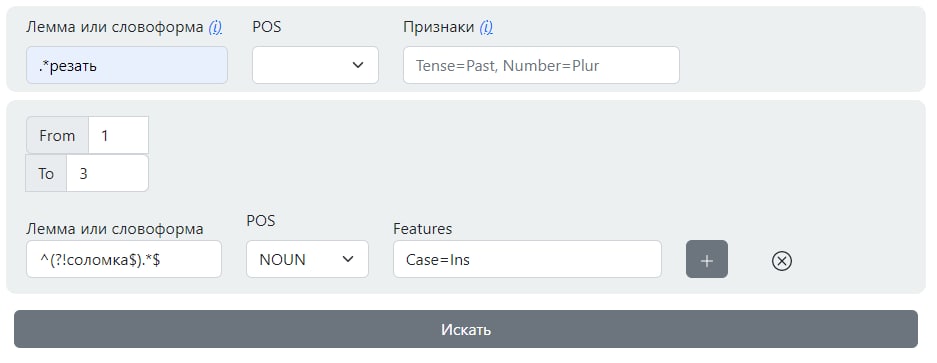 Лемма или словоформа (i) POS Признаки (i)
.*резать Tense=Past, Number=Plur
From 1
To 3
Лемма или словоформа POS Features
^(?!соломка$).*$ NOUN Case=Ins +
Искать